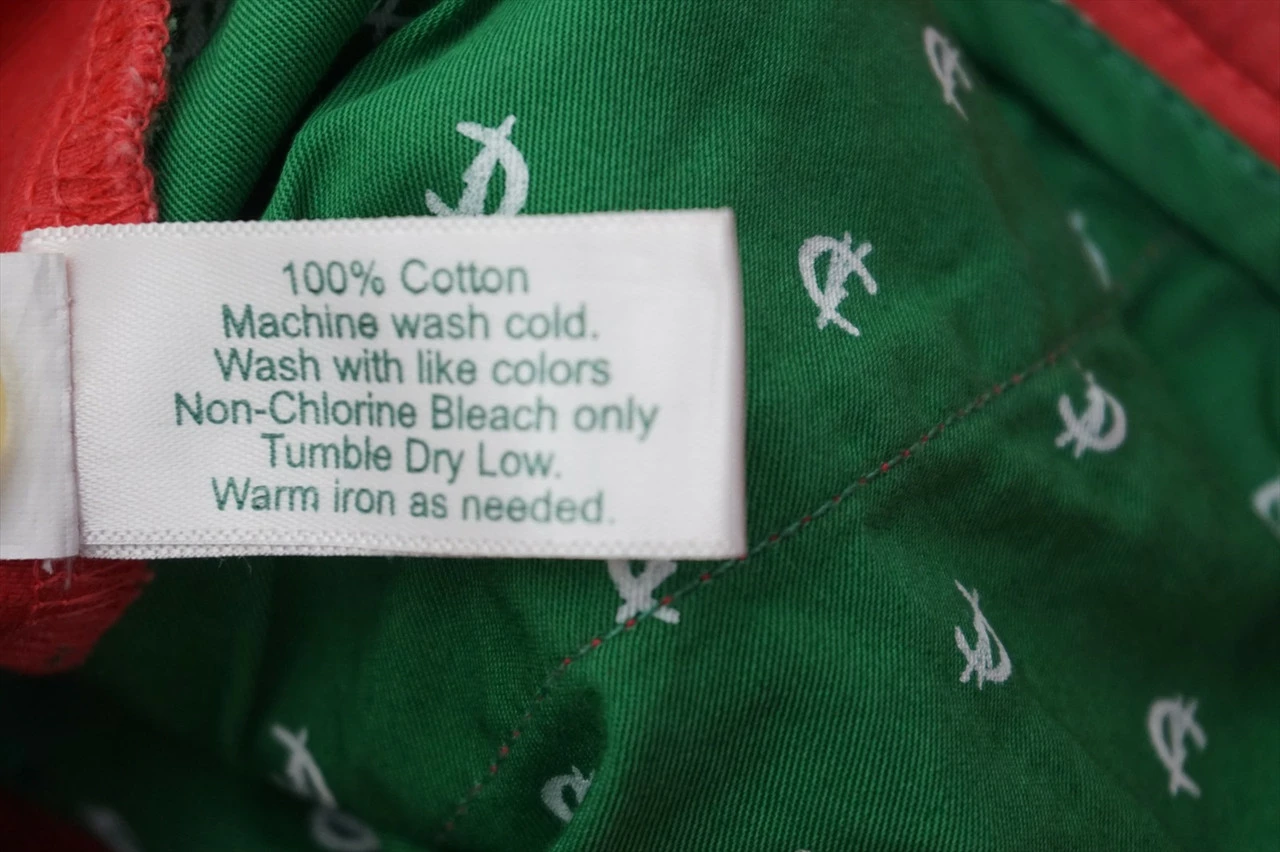 100% Cotton
Machine wash cold.
Wash with like colors
Non-Chlorine Bleach only
Tumble Dry Low.
Warm iron as needed.